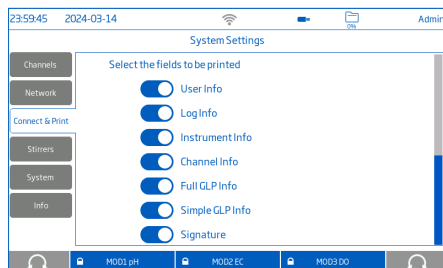 23:59:45 2024-03-14 0% Admin
System Settings
Channels
Network
Connect & Print
Stirrers
System
Info
Select the fields to be printed
User Info
Log Info
Instrument Info
Channel Info
Full GLP Info
Simple GLP Info
Signature
MOD1 pH MOD2 EC MOD3 DO